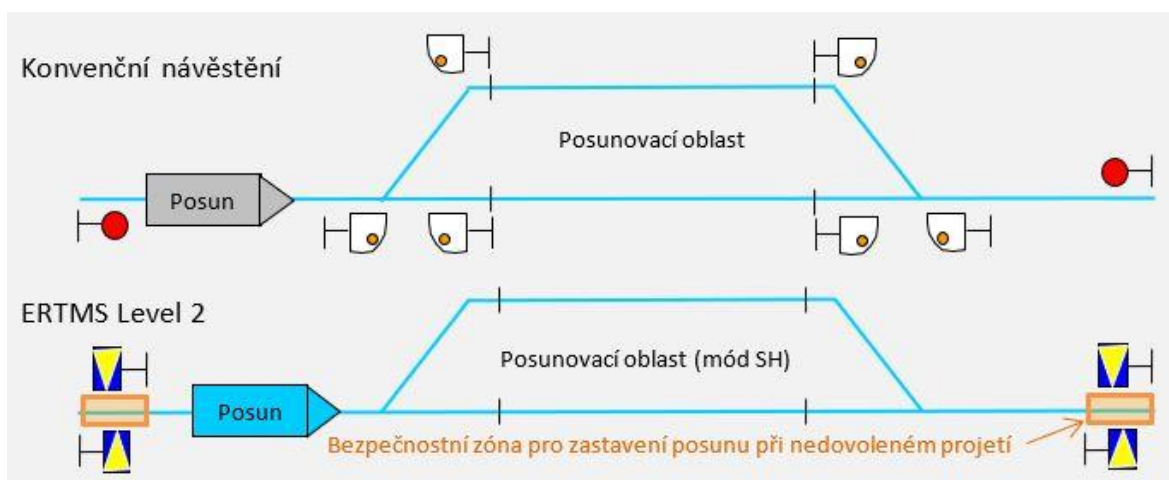 Konvenční návěstění
Posunovací oblast
Posun
ERTMS Level 2
Posunovací oblast (mód SH)
Posun
Bezpečnostní zóna pro zastavení posunu při nedovoleném projetí